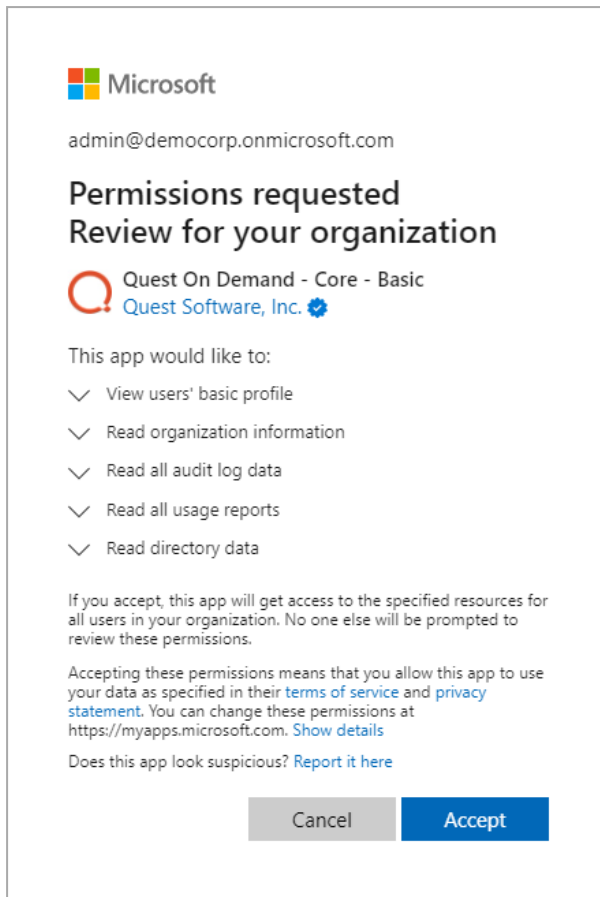 Microsoft
admin@democorp.onmicrosoft.com
Permissions requested
Review for your organization
Quest On Demand - Core - Basic
Quest Software, Inc.
This app would like to:
View users' basic profile
Read organization information
Read all audit log data
Read all usage reports
Read directory data
If you accept, this app will get access to the specified resources for
all users in your organization. No one else will be prompted to
review these permissions.
Accepting these permissions means that you allow this app to use
your data as specified in their terms of service and privacy
statement. You can change these permissions at
https://myapps.microsoft.com. Show details
Does this app look suspicious? Report it here
Cancel
Accept